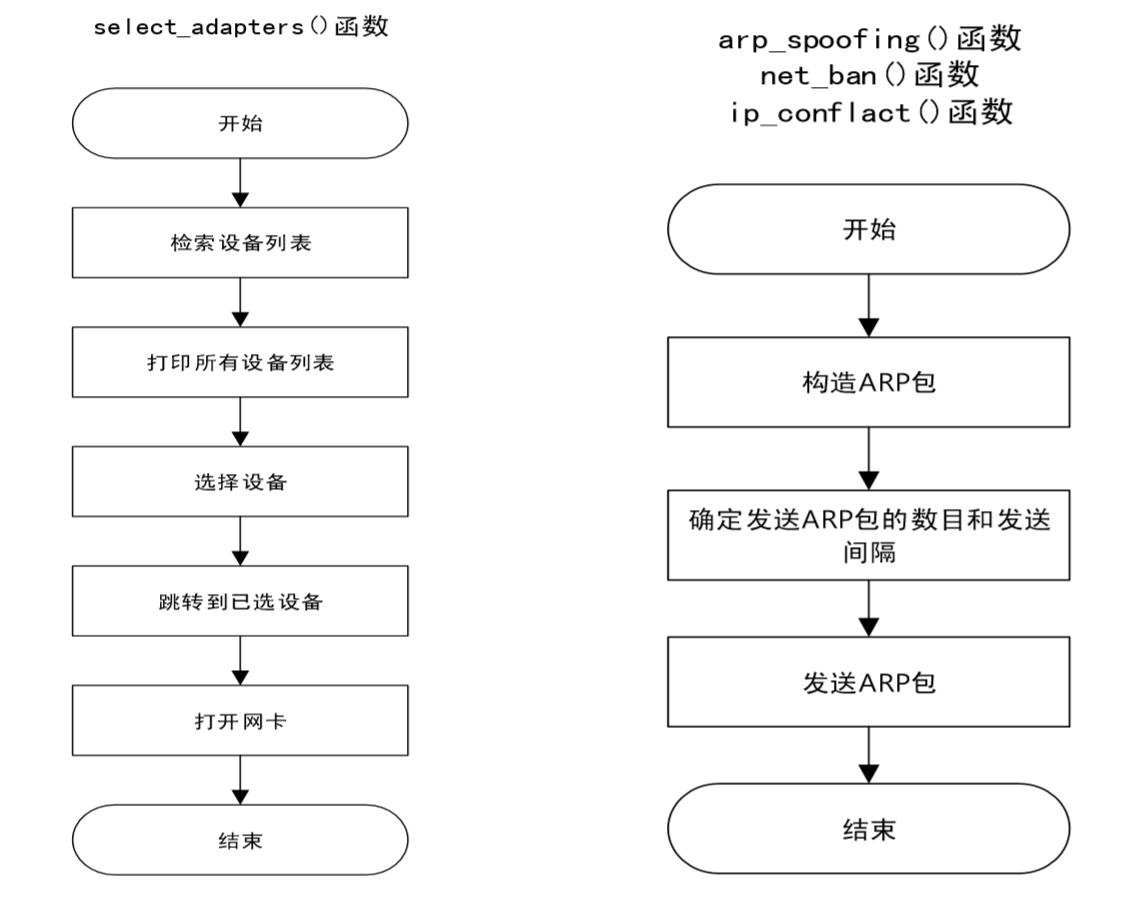 select_adapters()函数
开始
检索设备列表
打印所有设备列表
选择设备
跳转到已选设备
打开网卡
结束
arp_spoofing()函数
net_ban()函数
ip_conflact()函数
开始
构造ARP包
确定发送ARP包的数目和发送
间隔
发送ARP包
结束